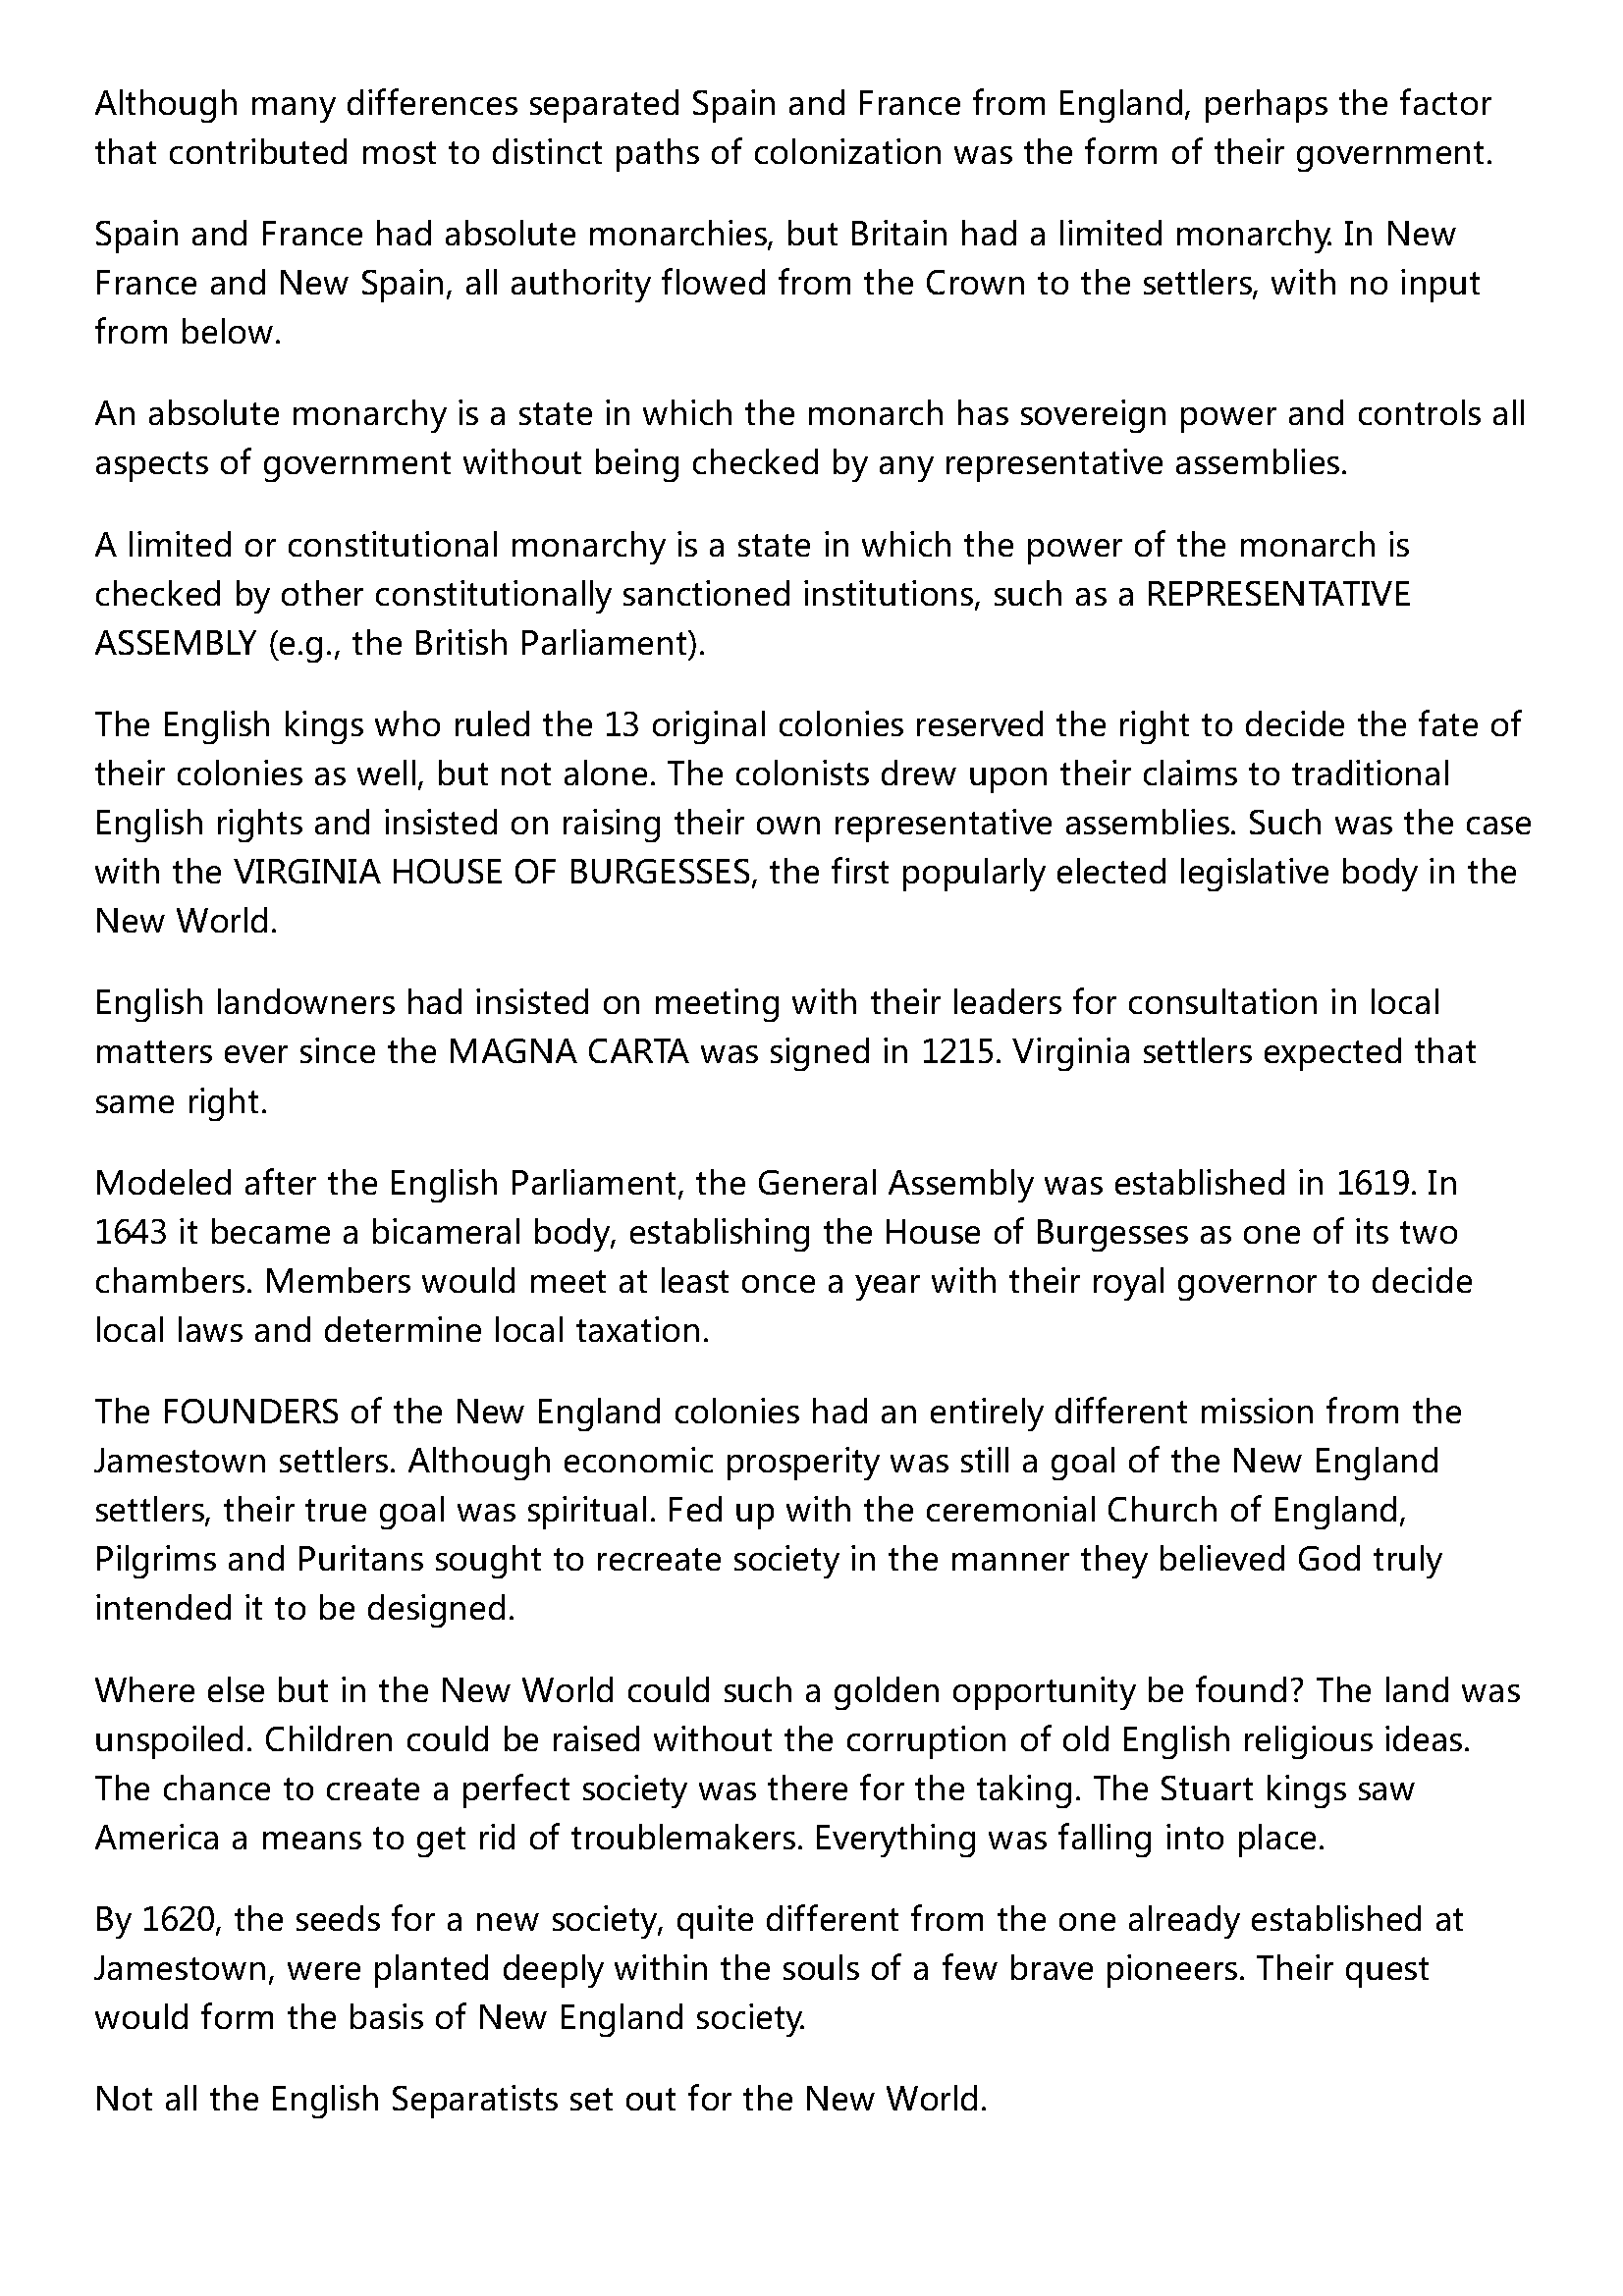 Although many differences separated Spain and France from England, perhaps the factor
that contributed most to distinct paths of colonization was the form of their government.
Spain and France had absolute monarchies, but Britain had a limited monarchy. In New
France and New Spain, all authority flowed from the Crown to the settlers, with no input
from below.
An absolute monarchy is a state in which the monarch has sovereign power and controls all
aspects of government without being checked by any representative assemblies.
A limited or constitutional monarchy is a state in which the power of the monarch is
checked by other constitutionally sanctioned institutions, such as a REPRESENTATIVE
ASSEMBLY (e.g., the British Parliament).
The English kings who ruled the 13 original colonies reserved the right to decide the fate of
their colonies as well, but not alone. The colonists drew upon their claims to traditional
English rights and insisted on raising their own representative assemblies. Such was the case
with the VIRGINIA HOUSE OF BURGESSES, the first popularly elected legislative body in the
New World.
English landowners had insisted on meeting with their leaders for consultation in local
matters ever since the MAGNA CARTA was signed in 1215. Virginia settlers expected that
same right.
Modeled after the English Parliament, the General Assembly was established in 1619. In
1643 it became a bicameral body, establishing the House of Burgesses as one of its two
chambers. Members would meet at least once a year with their royal governor to decide
local laws and determine local taxation.
The FOUNDERS of the New England colonies had an entirely different mission from the
Jamestown settlers. Although economic prosperity was still a goal of the New England
settlers, their true goal was spiritual. Fed up with the ceremonial Church of England,
Pilgrims and Puritans sought to recreate society in the manner they believed God truly
intended it to be designed.
Where else but in the New World could such a golden opportunity be found? The land was
unspoiled. Children could be raised without the corruption of old English religious ideas.
The chance to create a perfect society was there for the taking. The Stuart kings saw
America a means to get rid of troublemakers. Everything was falling into place.
By 1620, the seeds for a new society, quite different from the one already established at
Jamestown, were planted deeply within the souls of a few brave pioneers. Their quest
would form the basis of New England society.
Not all the English Separatists set out for the New World.